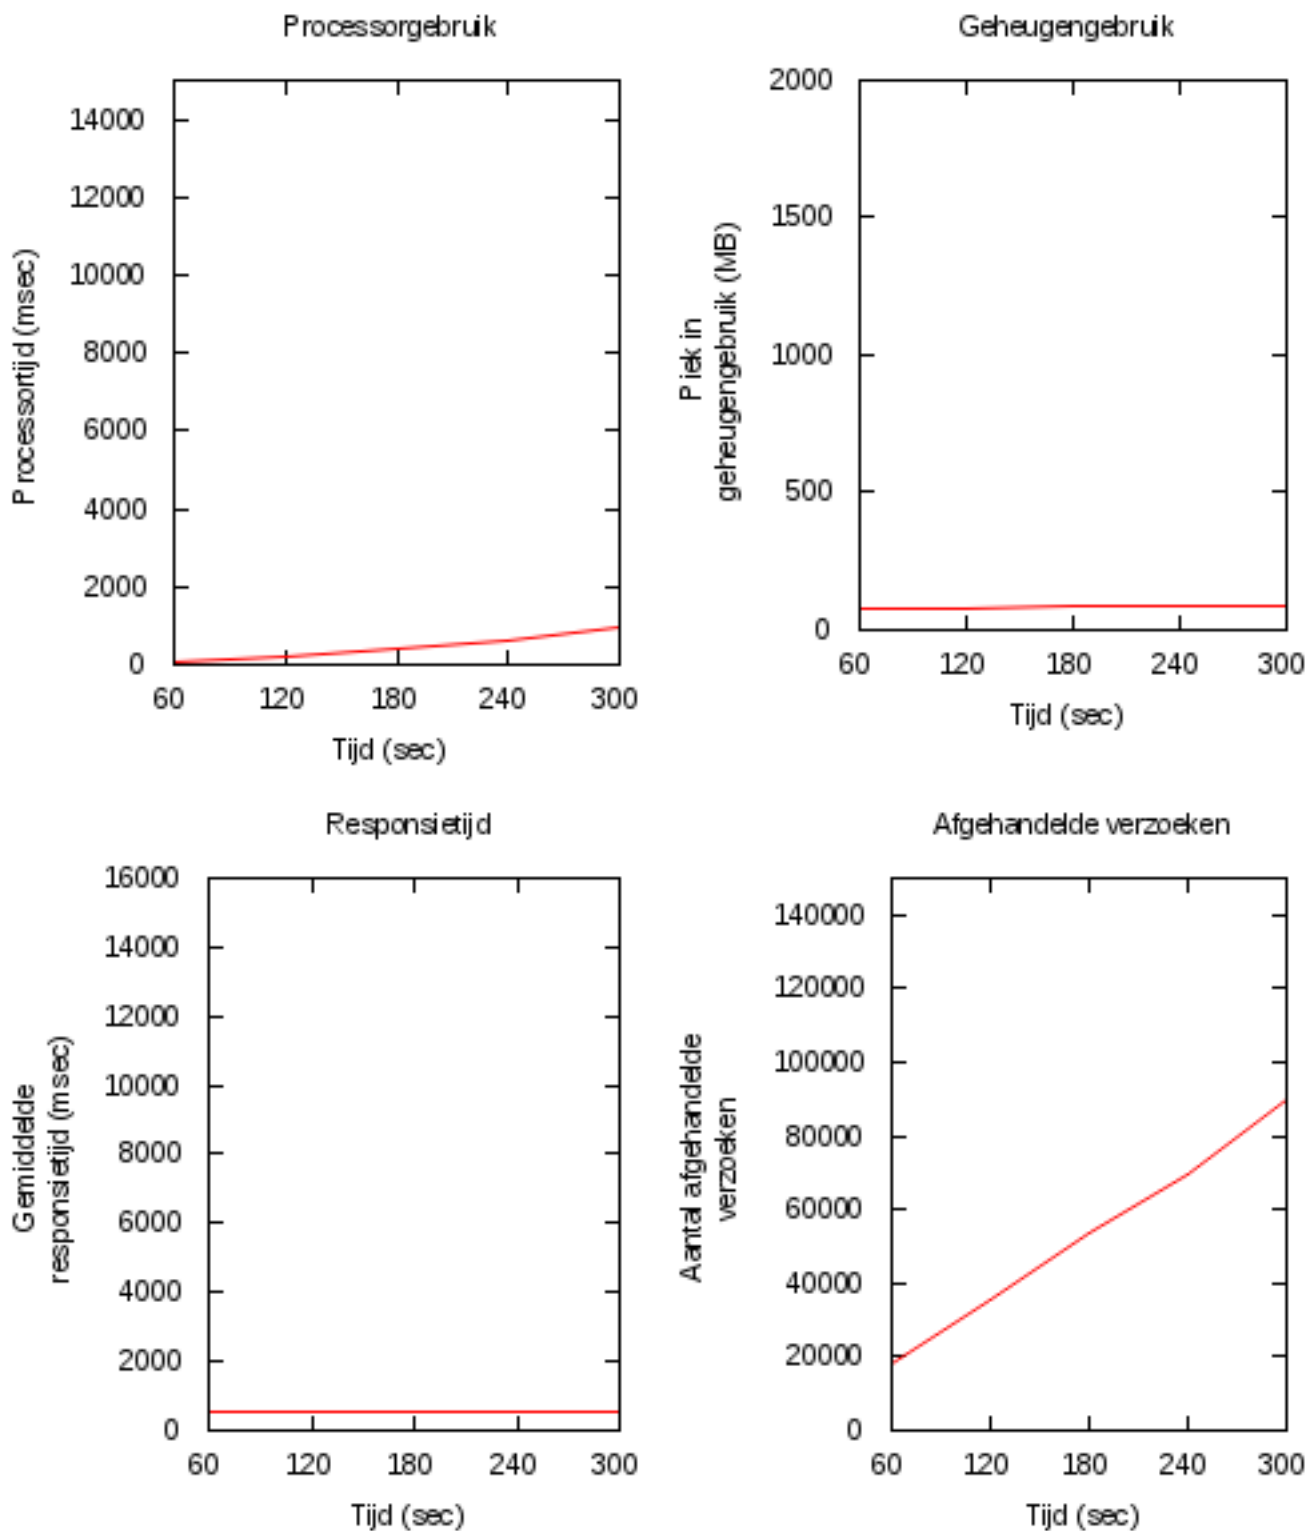 Processorgebruik
Processortijd (msec)
14000
12000
10000
8000
6000
4000
2000
0
60 120 180 240 300
Tijd (sec)
Geheugengebruik
Piek in
geheugengebruik (MB)
2000
1500
1000
500
0
60 120 180 240 300
Tijd (sec)
Responsietijd
Gemiddelde
responsietijd (msec)
16000
14000
12000
10000
8000
6000
4000
2000
0
60 120 180 240 300
Tijd (sec)
Afgehandelde verzoeken
Aantal afgehandelde
verzoeken
140000
120000
100000
80000
60000
40000
20000
0
60 120 180 240 300
Tijd (sec)